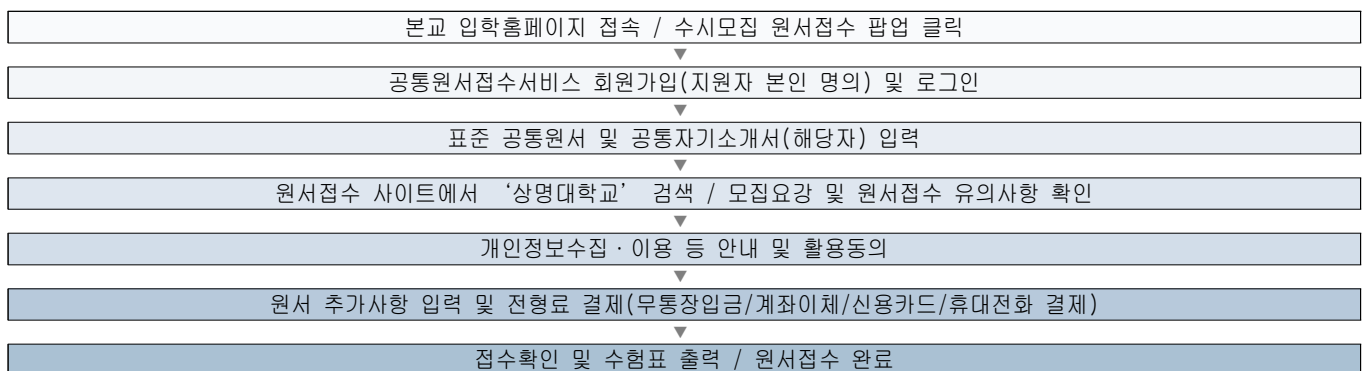 본교 입학홈페이지 접속 / 수시모집 원서접수 팝업 클릭
▼
공통원서접수서비스 회원가입(지원자 본인 명의) 및 로그인
▼
표준 공통원서 및 공통자기소개서(해당자) 입력
▼
원서접수 사이트에서 ‘상명대학교’ 검색 / 모집요강 및 원서접수 유의사항 확인
▼
개인정보수집·이용 등 안내 및 활용동의
▼
원서 추가사항 입력 및 전형료 결제(무통장입금/계좌이체/신용카드/휴대전화 결제)
▼
접수확인 및 수험표 출력 / 원서접수 완료